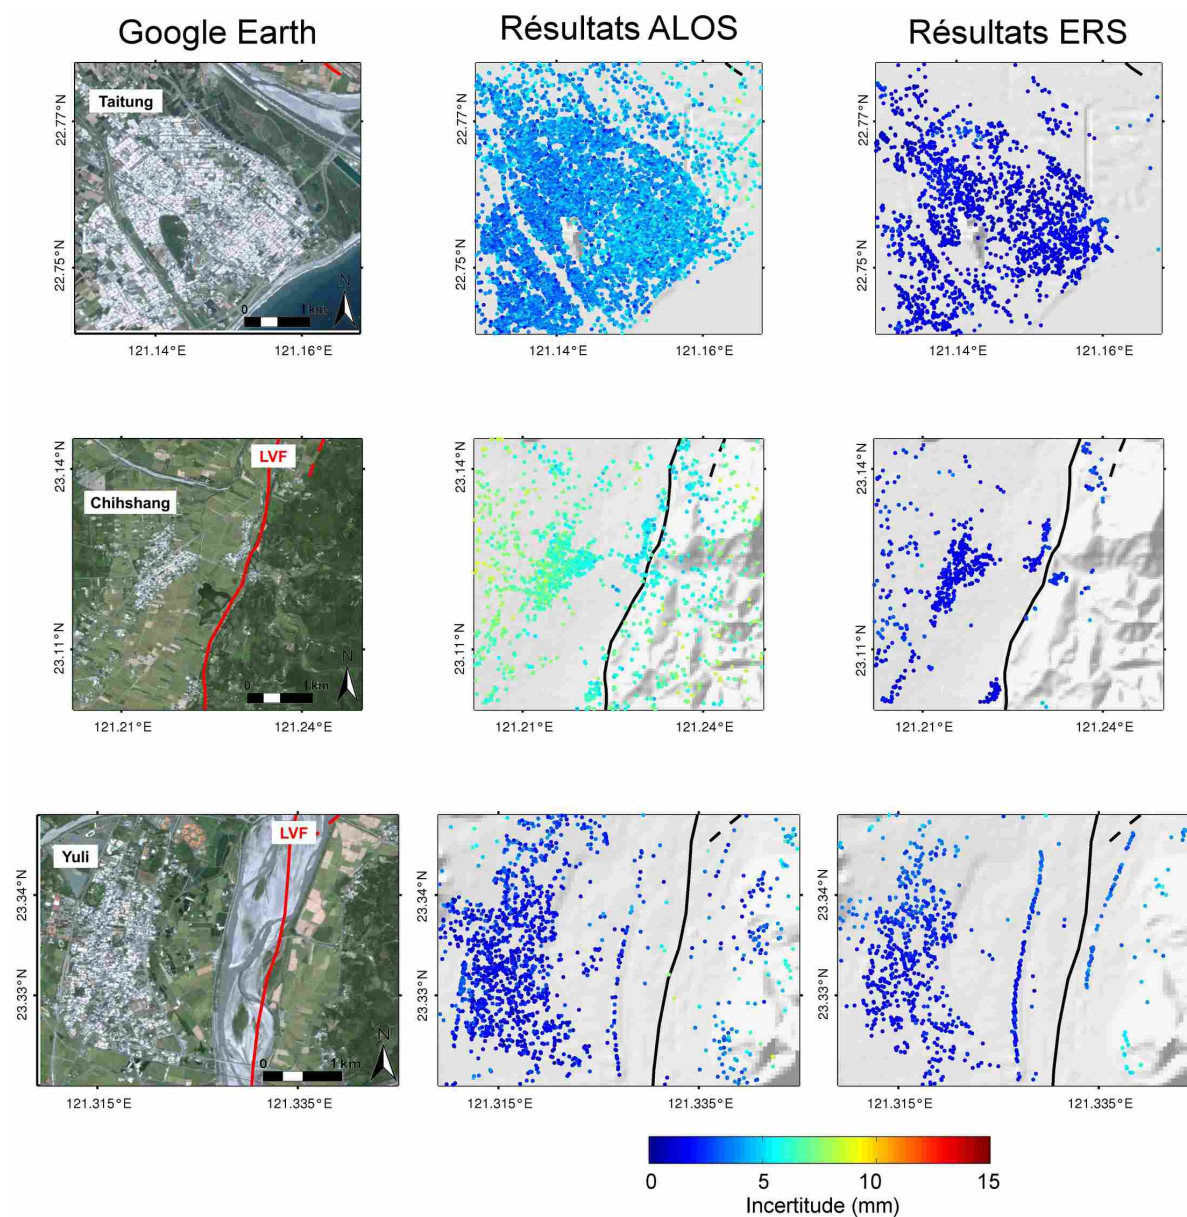 Google Earth
Résultats ALOS
Résultats ERS
Taitung
22.77°N
22.75°N
N
0 1 km
121.14°E
121.16°E
22.77°N
22.75°N
121.14°E
121.16°E
22.77°N
22.75°N
121.14°E
121.16°E
LVF
Chihshang
23.14°N
23.11°N
N
0 1 km
121.21°E
121.24°E
23.14°N
23.11°N
121.21°E
121.24°E
23.14°N
23.11°N
121.21°E
121.24°E
LVF
Yuli
23.34°N
23.33°N
N
0 1 km
121.315°E
121.335°E
23.34°N
23.33°N
121.315°E
121.335°E
23.34°N
23.33°N
121.315°E
121.335°E
0 5 10 15
Incertitude (mm)